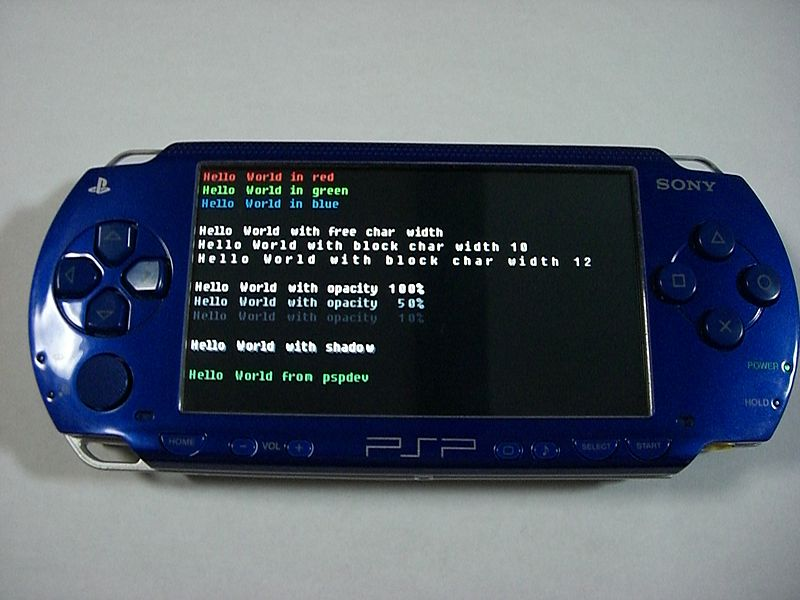 SONY
Hello World in red
Hello World in green
Hello World in blue
Hello World with free char width
Hello World with block char width 10
Hello World with block char width 12
Hello World with opacity 100%
Hello World with opacity 50%
Hello World with opacity 10%
Hello World with shadow
Hello World from pspdev
POWER
HOLD
HOME
VOL
PSP
SELECT
START